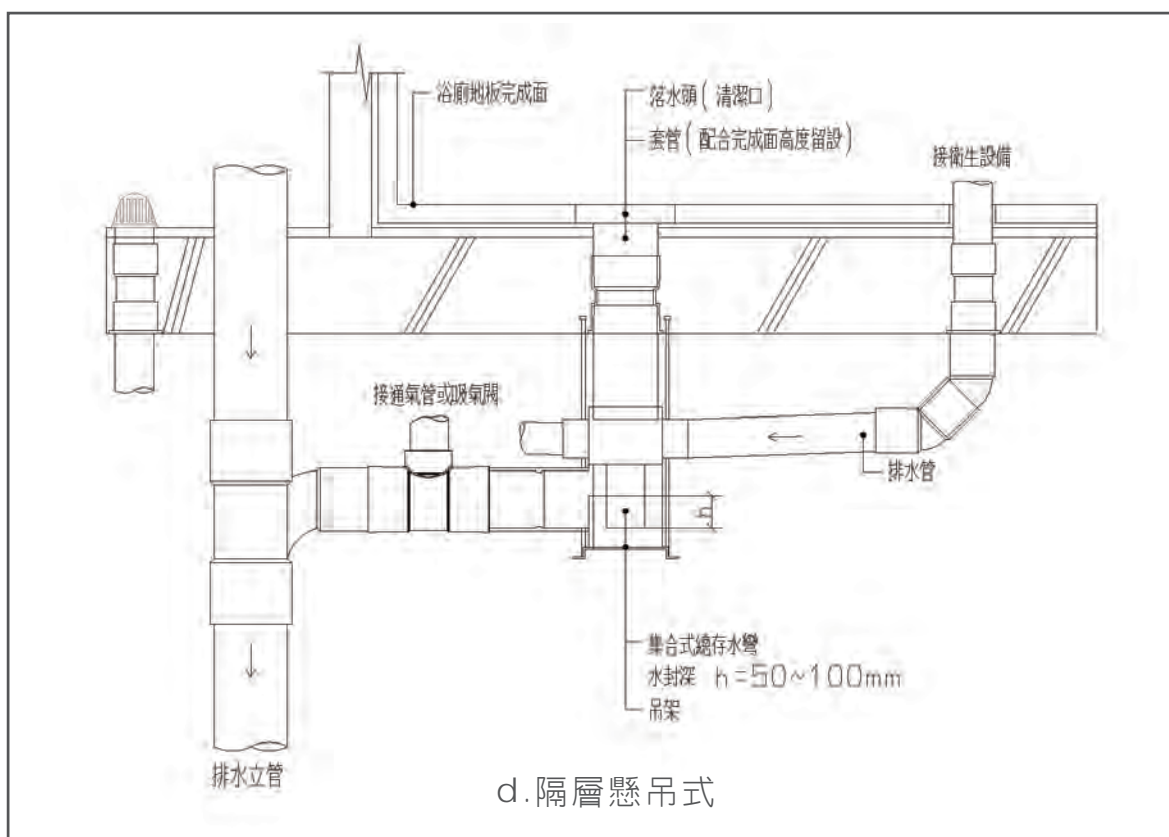 浴廁地板完成面
落水頭(清潔口)
套管(配合完成面高度留設)
接衛生設備
接通氣管或吸氣閥
排水管
h
集合式總存水彎
水封深 h=50~100mm
吊架
排水立管
d.隔層懸吊式